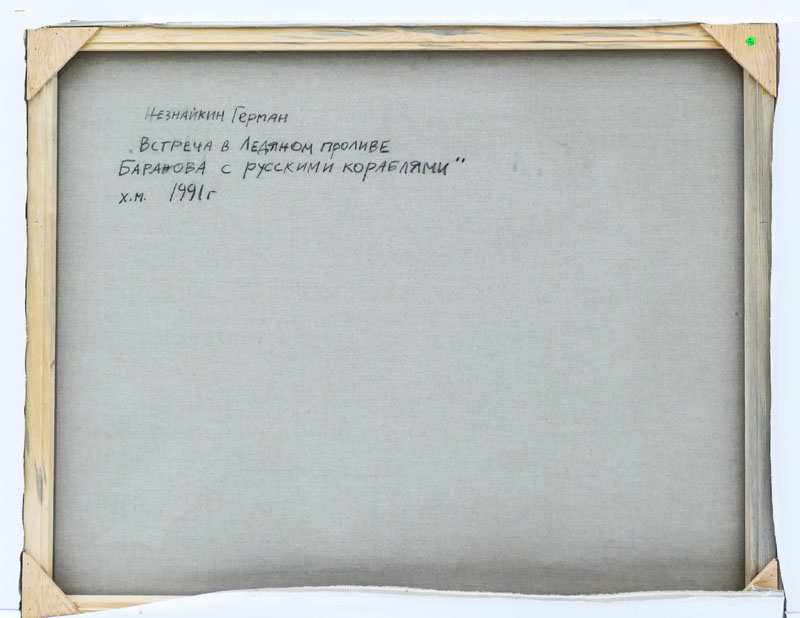 Незнайкин Герман
„Встреча в Ледяном проливе
Баранова с русскими кораблями"
х.м. 1991г